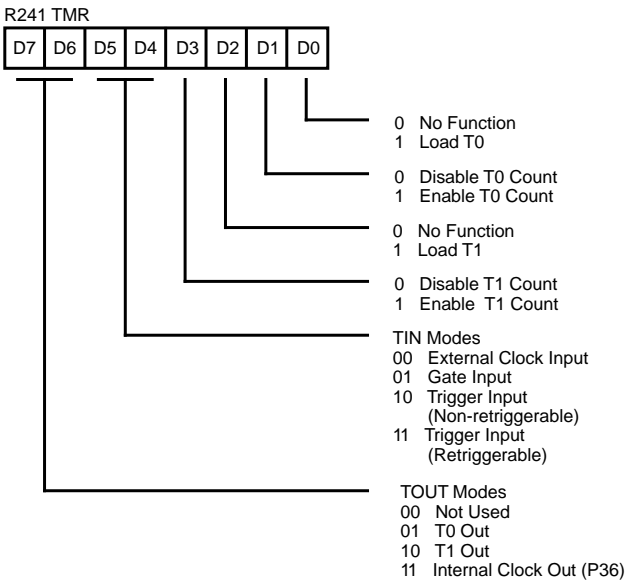 R241 TMR
D7 D6 D5 D4 D3 D2 D1 D0
0 No Function
1 Load T0
0 Disable T0 Count
1 Enable T0 Count
0 No Function
1 Load T1
0 Disable T1 Count
1 Enable T1 Count
TIN Modes
00 External Clock Input
01 Gate Input
10 Trigger Input
(Non-retriggerable)
11 Trigger Input
(Retriggerable)
TOUT Modes
00 Not Used
01 T0 Out
10 T1 Out
11 Internal Clock Out (P36)